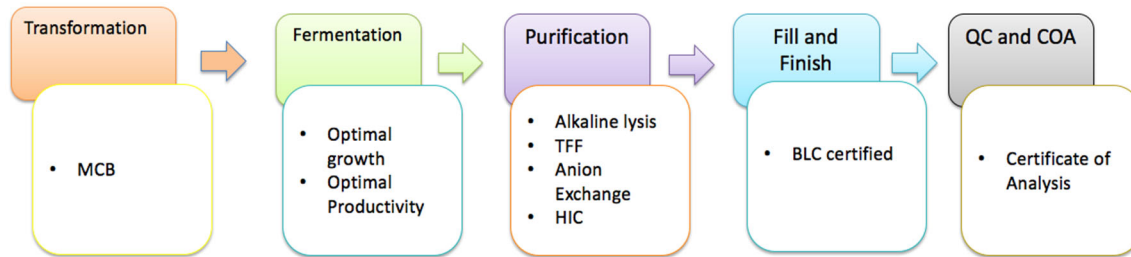 Transformation
• MCB
Fermentation
• Optimal
growth
• Optimal
Productivity
Purification
• Alkaline lysis
• TFF
• Anion
Exchange
• HIC
Fill and
Finish
• BLC certified
QC and COA
• Certificate of
Analysis